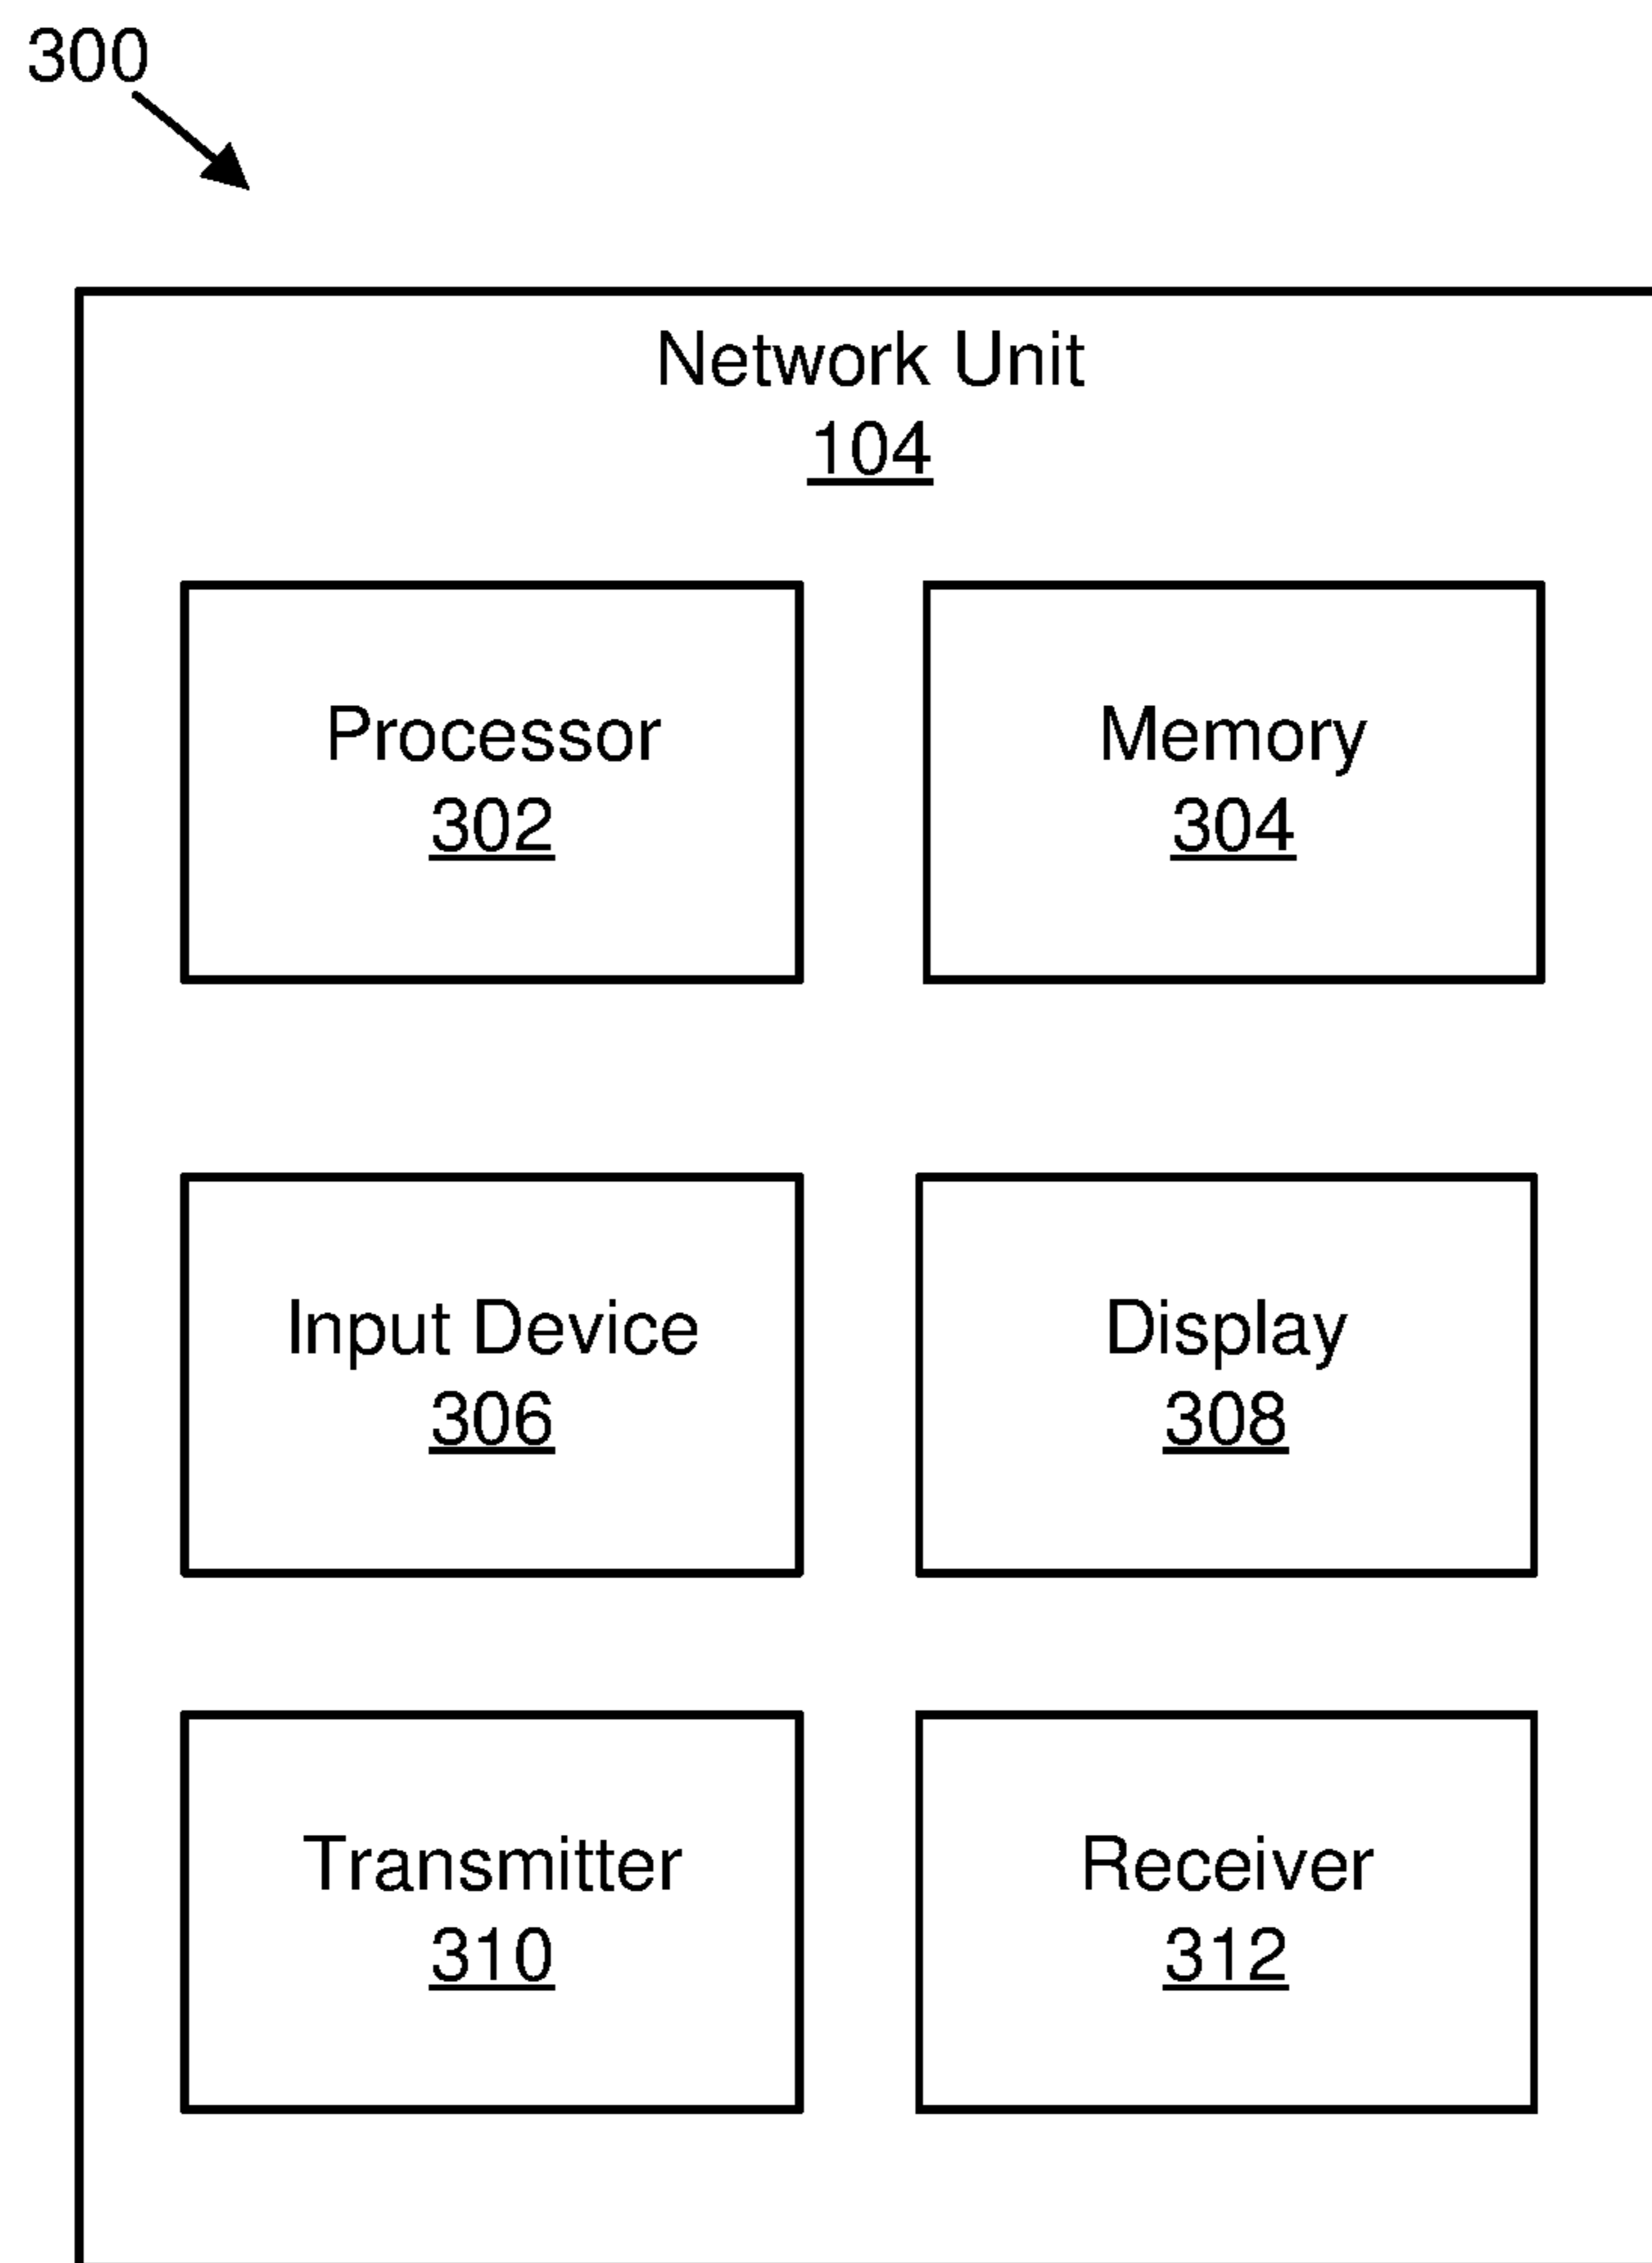 300
Network Unit
104
Processor
302
Memory
304
Input Device
306
Display
308
Transmitter
310
Receiver
312